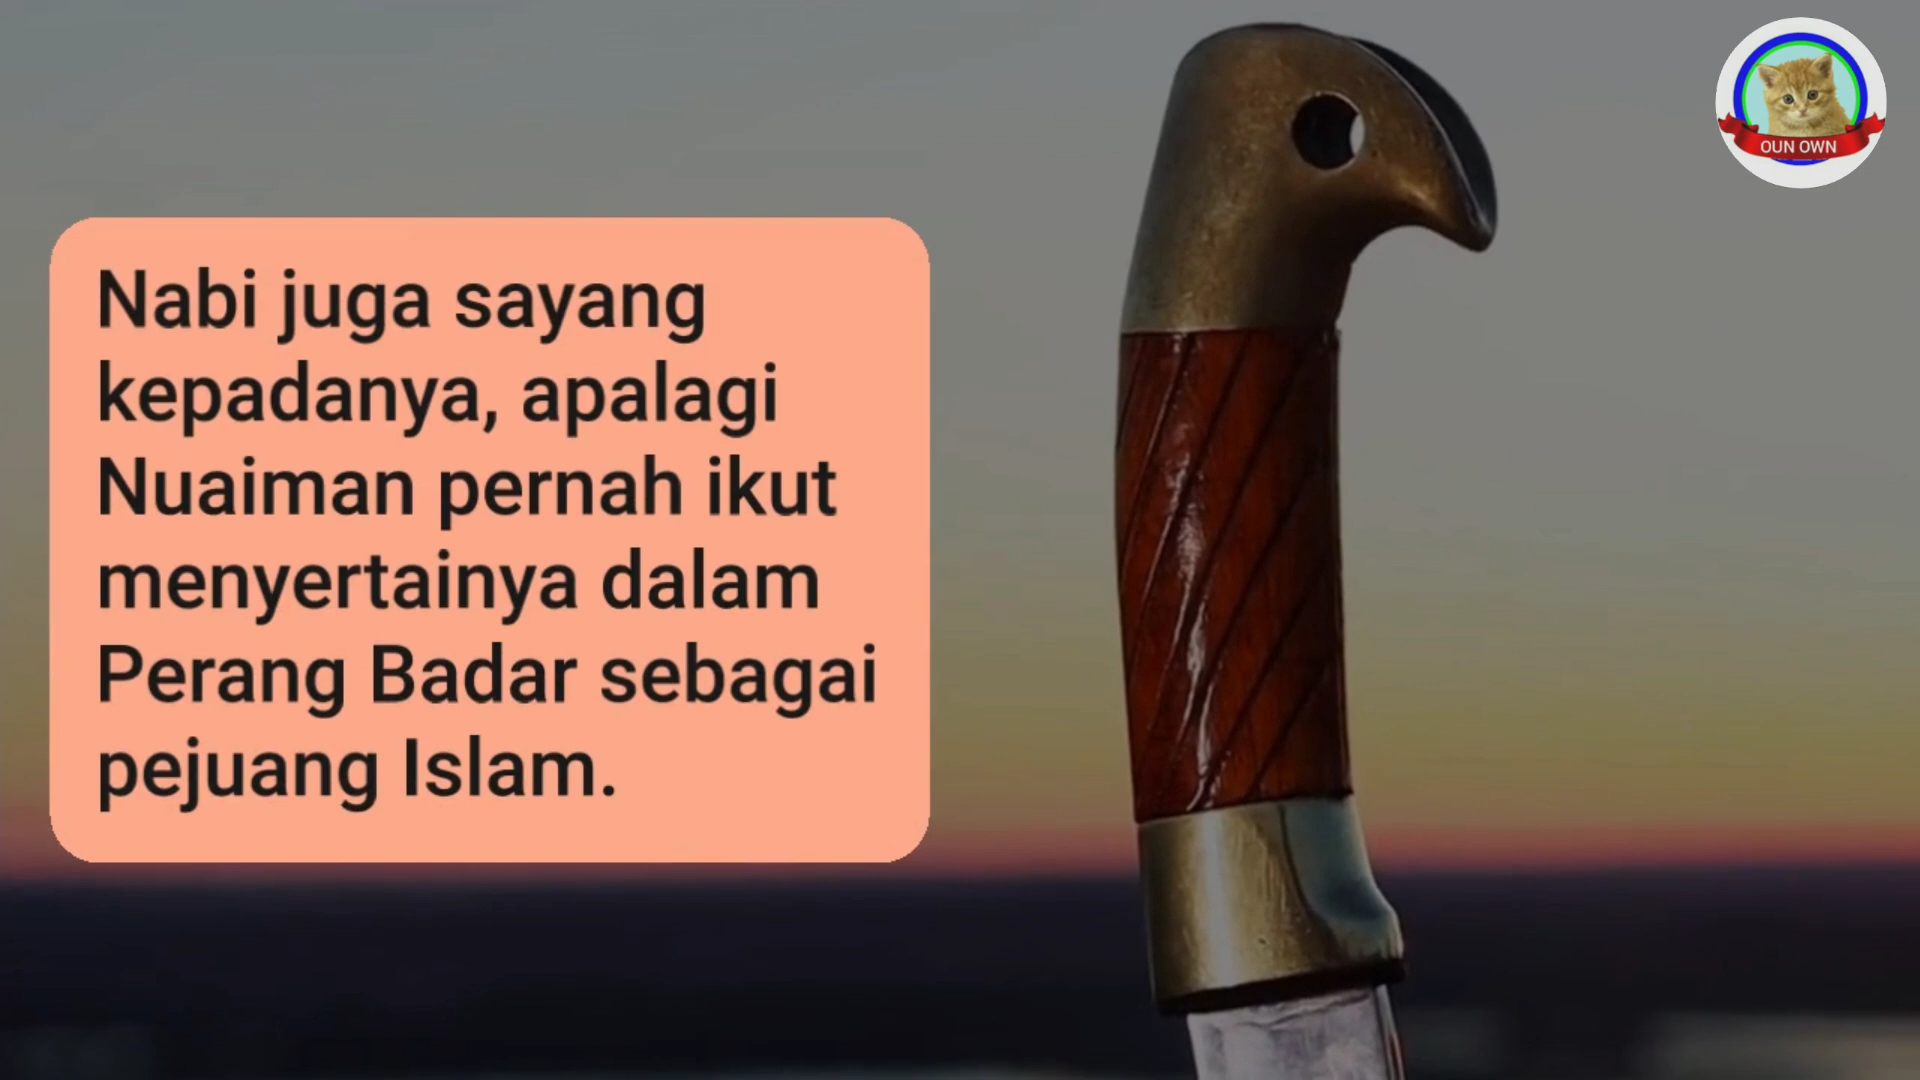 Nabi juga sayang
kepadanya, apalagi
Nuaiman pernah ikut
menyertainya dalam
Perang Badar sebagai
pejuang Islam.
OUN OWN